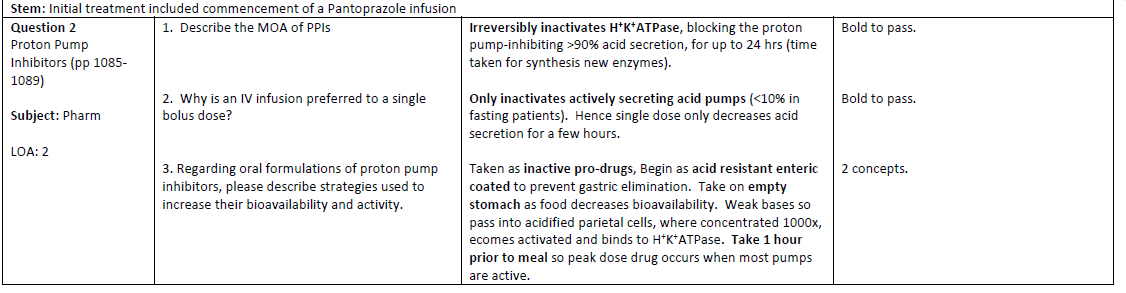 Stem: Initial treatment included commencement of a Pantoprazole infusion
Question 2
Proton Pump
Inhibitors (pp 1085-
1089)
Subject: Pharm
LOA: 2
1. Describe the MOA of PPIs
Irreversibly inactivates H⁺K⁺ATPase, blocking the proton
pump-inhibiting >90% acid secretion, for up to 24 hrs (time
taken for synthesis new enzymes).
Bold to pass.
2. Why is an IV infusion preferred to a single
bolus dose?
Only inactivates actively secreting acid pumps (<10% in
fasting patients). Hence single dose only decreases acid
secretion for a few hours.
Bold to pass.
3. Regarding oral formulations of proton pump
inhibitors, please describe strategies used to
increase their bioavailability and activity.
Taken as inactive pro-drugs, Begin as acid resistant enteric
coated to prevent gastric elimination. Take on empty
stomach as food decreases bioavailability. Weak bases so
pass into acidified parietal cells, where concentrated 1000x,
ecomes activated and binds to H⁺K⁺ATPase. Take 1 hour
prior to meal so peak dose drug occurs when most pumps
are active.
2 concepts.